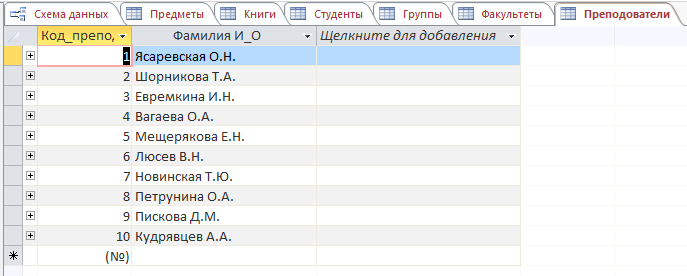 Схема данных Предметы Книги Студенты Группы Факультеты Преподователи
Код_препо, Фамилия И_О Щелкните для добавления
1 Ясаревская О.Н.
2 Шорникова Т.А.
3 Евремкина И.Н.
4 Вагаева О.А.
5 Мещерякова Е.Н.
6 Люсев В.Н.
7 Новинская Т.Ю.
8 Петрунина О.А.
9 Пискова Д.М.
10 Кудрявцев А.А.
(№)